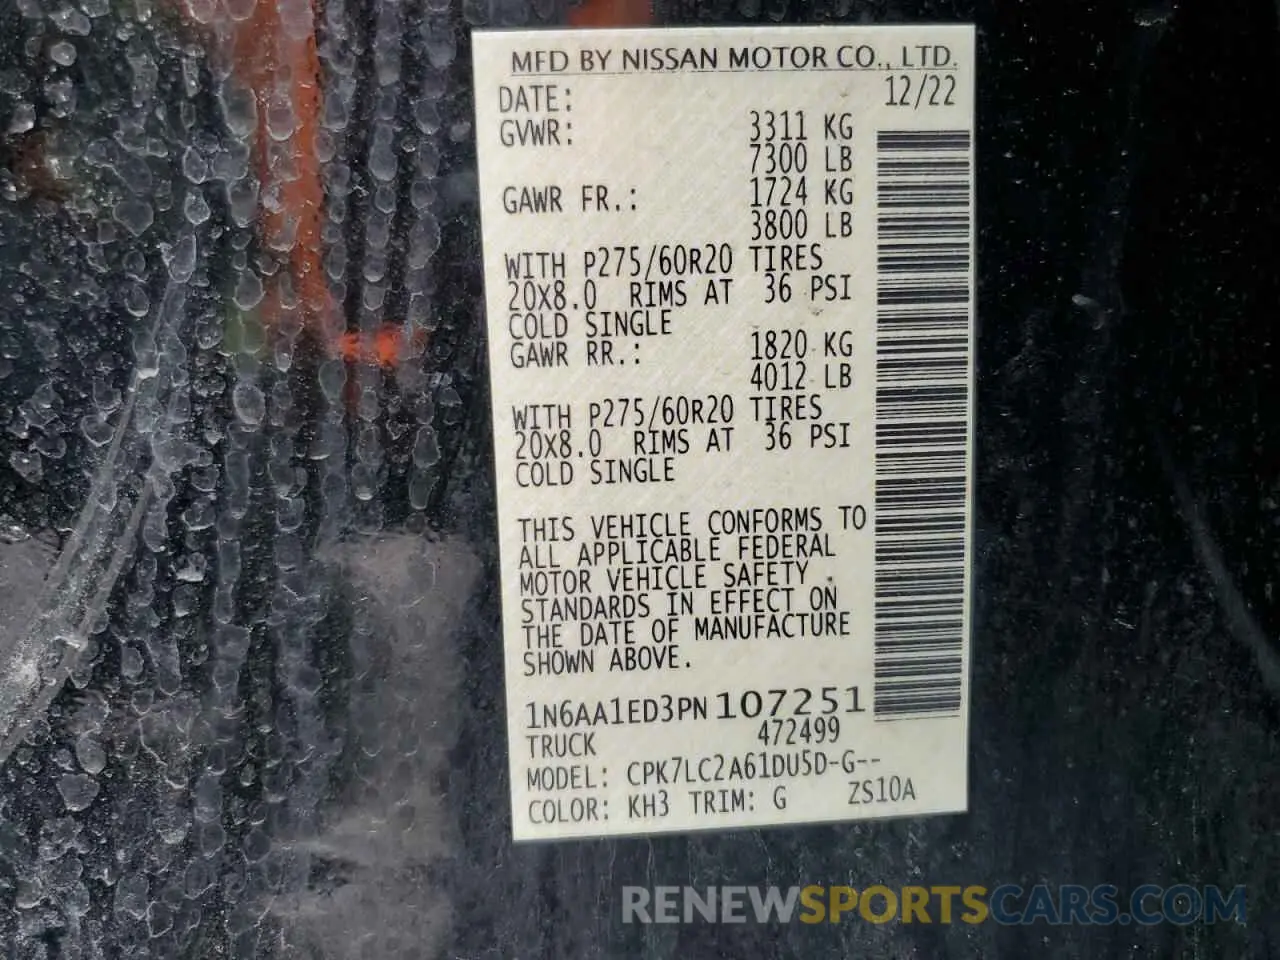 MFD BY NISSAN MOTOR CO., LTD.
DATE: 12/22
GVWR: 3311 KG
7300 LB
GAWR FR.: 1724 KG
3800 LB
WITH P275/60R20 TIRES
20X8.0 RIMS AT 36 PSI
COLD SINGLE
GAWR RR.: 1820 KG
4012 LB
WITH P275/60R20 TIRES
20X8.0 RIMS AT 36 PSI
COLD SINGLE
THIS VEHICLE CONFORMS TO
ALL APPLICABLE FEDERAL
MOTOR VEHICLE SAFETY
STANDARDS IN EFFECT ON
THE DATE OF MANUFACTURE
SHOWN ABOVE.
1N6AA1ED3PN107251
TRUCK 472499
MODEL: CPK7LC2A61DU5D-G--
COLOR: KH3 TRIM: G ZS10A
RENEWSPORTSCARS.COM